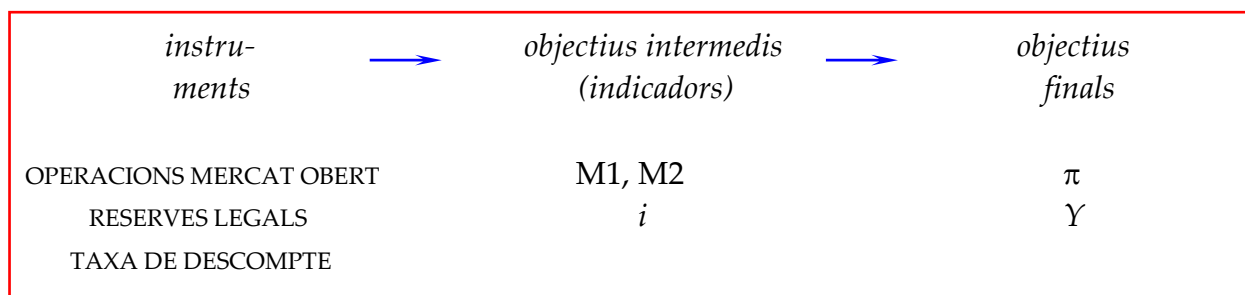 instru-
ments
objectius intermedis
(indicadors)
objectius
finals
OPERACIONS MERCAT OBERT
M1, M2
π
RESERVES LEGALS
i
Y
TAXA DE DESCOMPTE